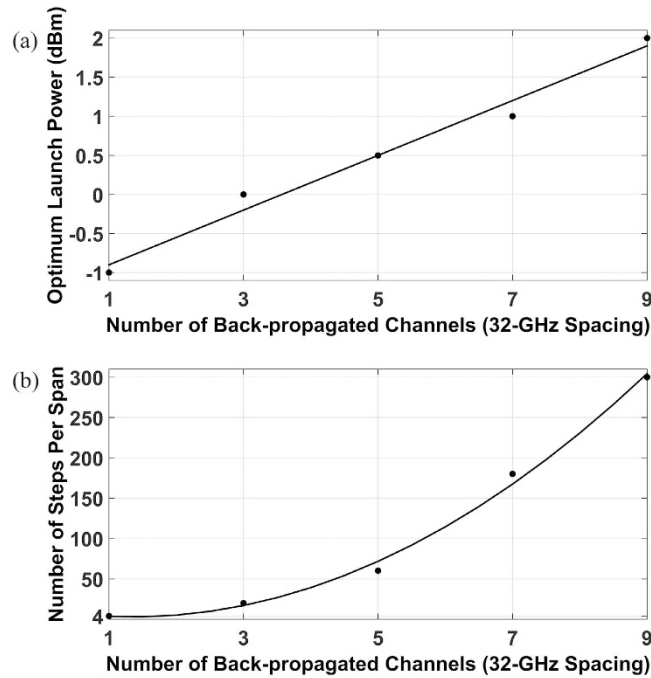 (a)
Optimum Launch Power (dBm)
2
1.5
1
0.5
0
-0.5
-1
1 3 5 7 9
Number of Back-propagated Channels (32-GHz Spacing)
(b)
Number of Steps Per Span
300
200
150
100
50
4
1 3 5 7 9
Number of Back-propagated Channels (32-GHz Spacing)